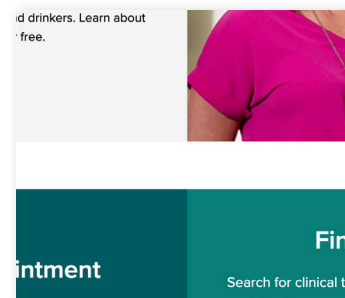 d drinkers. Learn about
free.
intment
Fin
Search for clinical t